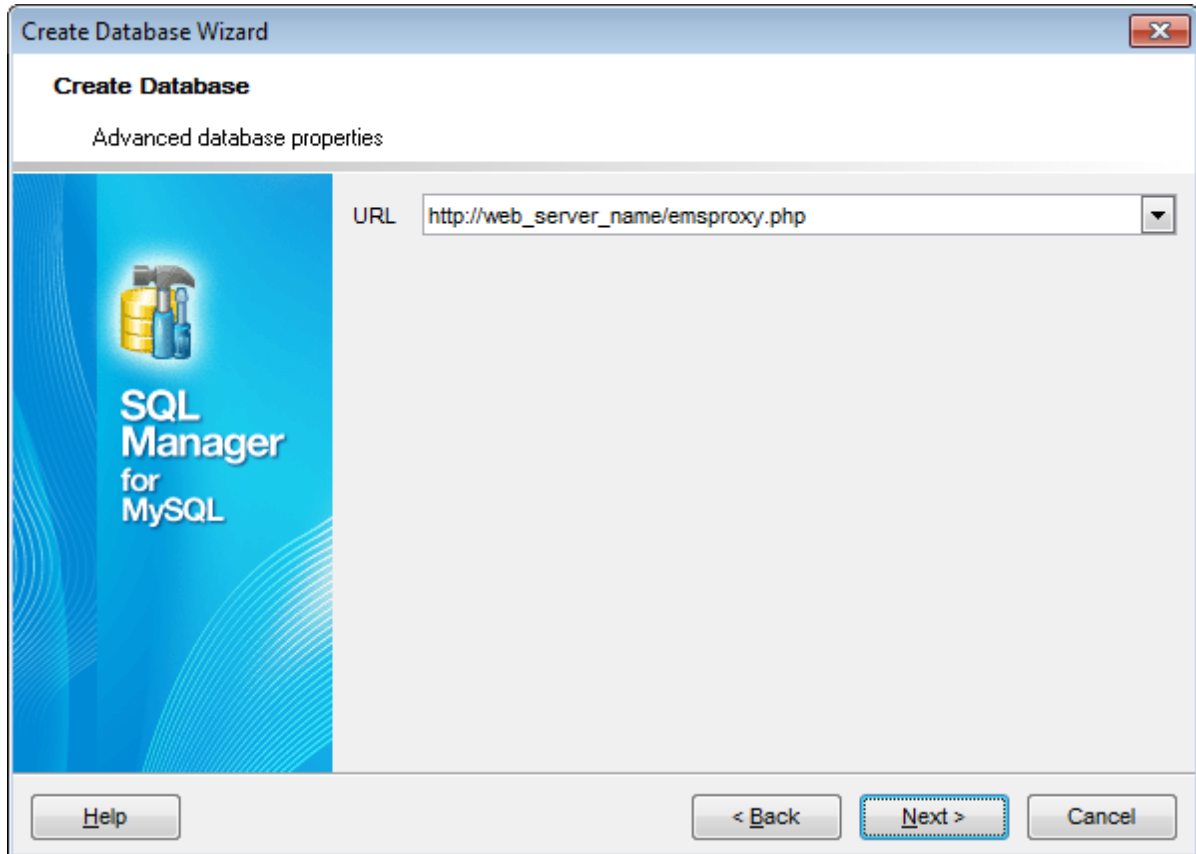 Create Database Wizard
Create Database
Advanced database properties
URL http://web_server_name/emsproxy.php
SQL
Manager
for
MySQL
Help < Back Next > Cancel